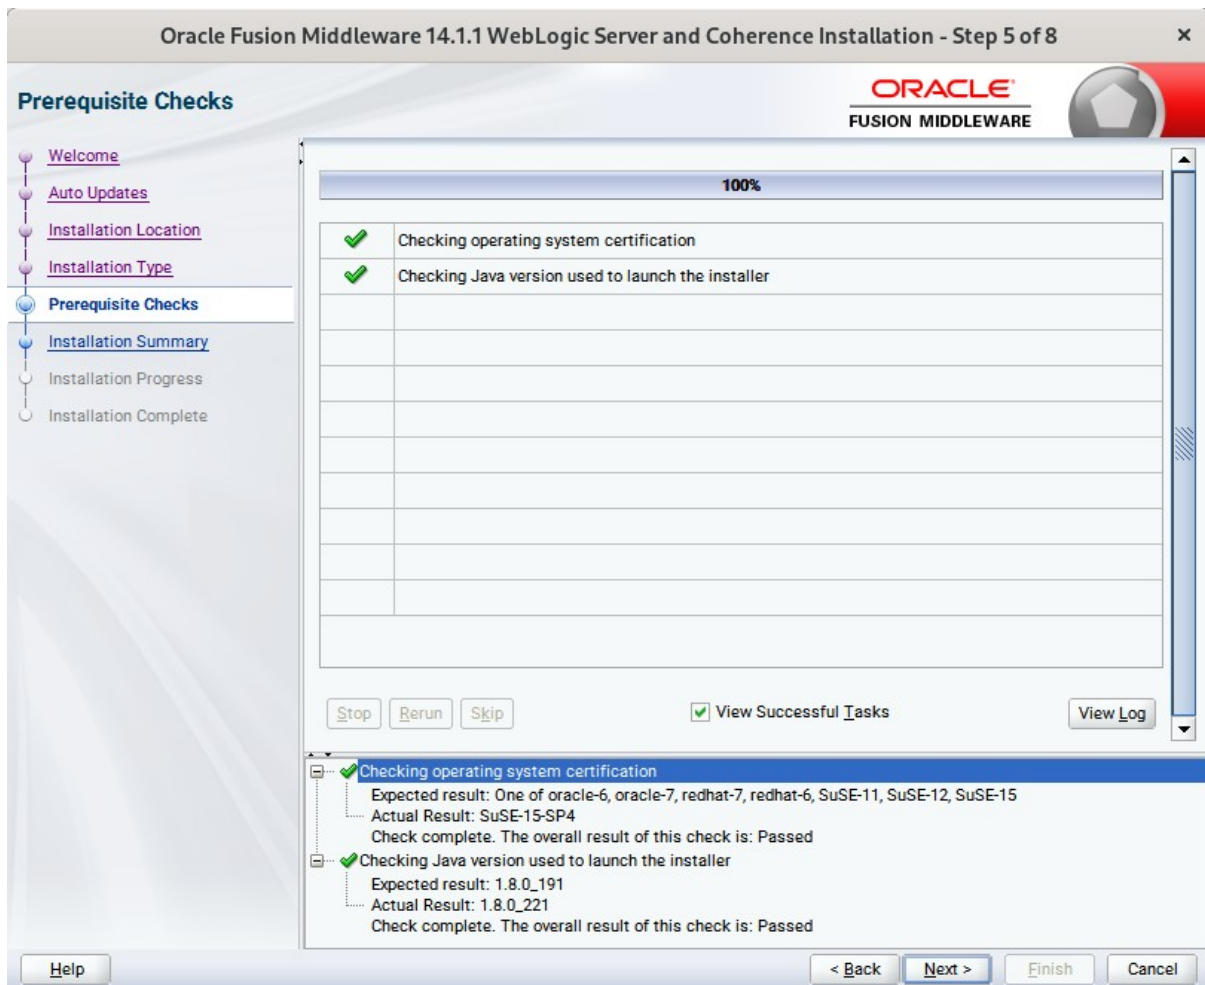 Oracle Fusion Middleware 14.1.1 WebLogic Server and Coherence Installation - Step 5 of 8
Prerequisite Checks
ORACLE
FUSION MIDDLEWARE
Welcome
Auto Updates
Installation Location
Installation Type
Prerequisite Checks
Installation Summary
Installation Progress
Installation Complete
100%
Checking operating system certification
Checking Java version used to launch the installer
Stop Rerun Skip View Successful Tasks View Log
Checking operating system certification
Expected result: One of oracle-6, oracle-7, redhat-7, redhat-6, SuSE-11, SuSE-12, SuSE-15
Actual Result: SuSE-15-SP4
Check complete. The overall result of this check is: Passed
Checking Java version used to launch the installer
Expected result: 1.8.0_191
Actual Result: 1.8.0_221
Check complete. The overall result of this check is: Passed
Help < Back Next > Finish Cancel